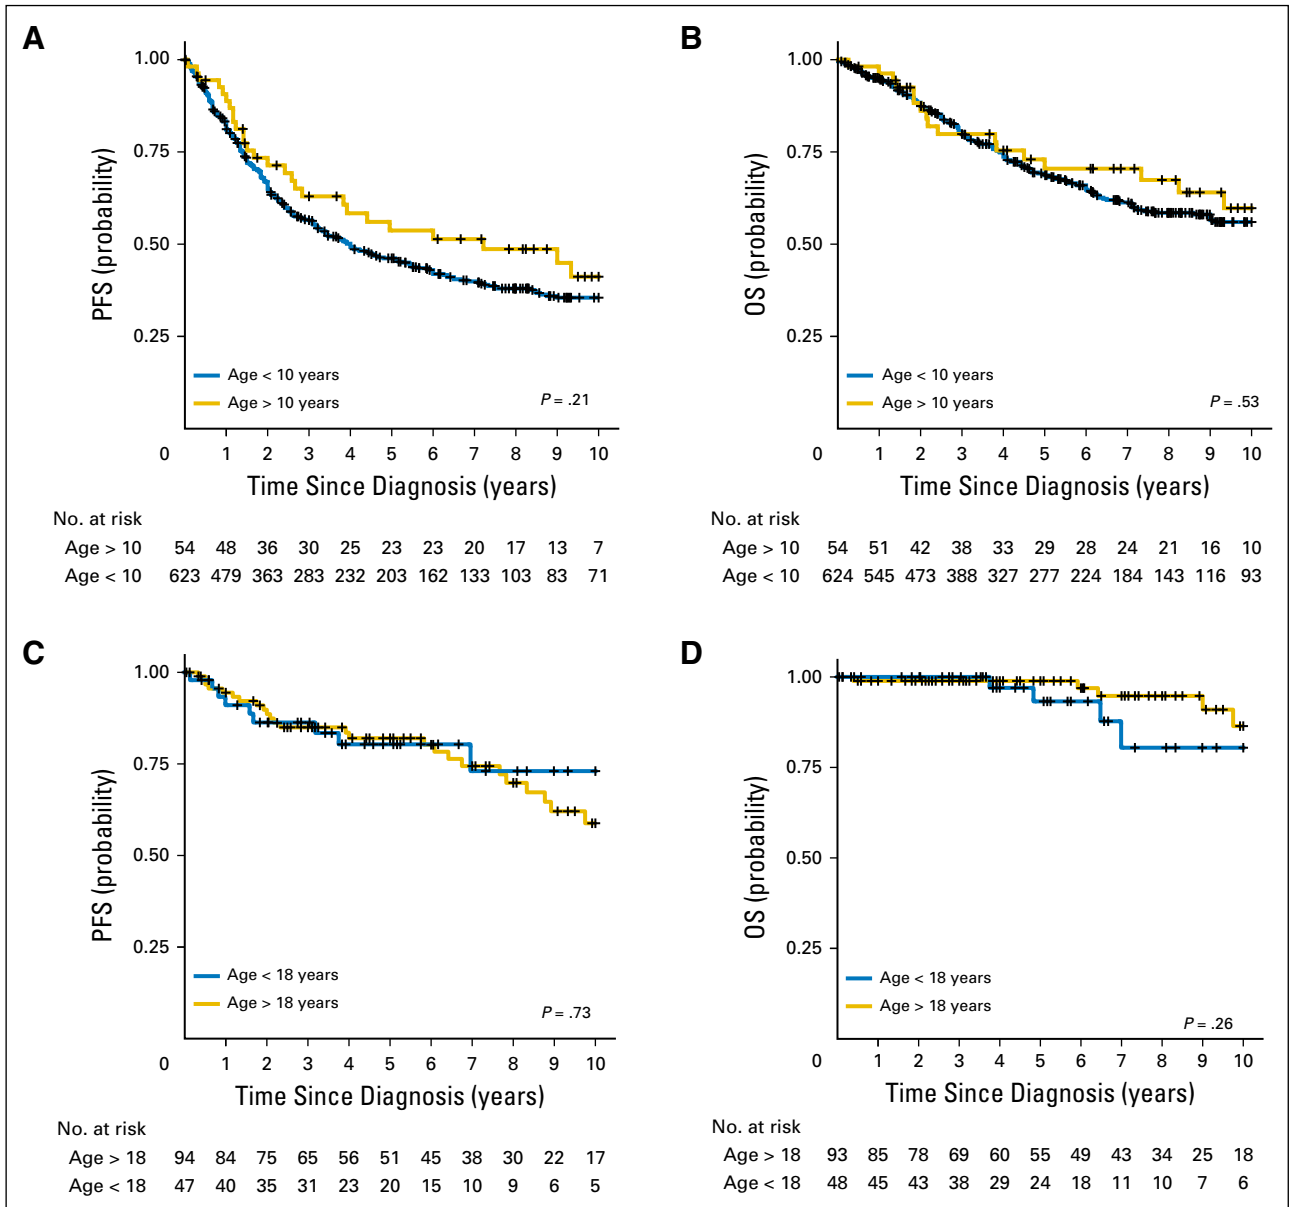 A
1.00
0.75
0.50
0.25
PFS (probability)
Age < 10 years
Age > 10 years
P = .21
0 1 2 3 4 5 6 7 8 9 10
Time Since Diagnosis (years)
No. at risk
Age > 10 54 48 36 30 25 23 23 20 17 13 7
Age < 10 623 479 363 283 232 203 162 133 103 83 71
B
1.00
0.75
0.50
0.25
OS (probability)
Age < 10 years
Age > 10 years
P = .53
0 1 2 3 4 5 6 7 8 9 10
Time Since Diagnosis (years)
No. at risk
Age > 10 54 51 42 38 33 29 28 24 21 16 10
Age < 10 624 545 473 388 327 277 224 184 143 116 93
C
1.00
0.75
0.50
0.25
PFS (probability)
Age < 18 years
Age > 18 years
P = .73
0 1 2 3 4 5 6 7 8 9 10
Time Since Diagnosis (years)
No. at risk
Age > 18 94 84 75 65 56 51 45 38 30 22 17
Age < 18 47 40 35 31 23 20 15 10 9 6 5
D
1.00
0.75
0.50
0.25
OS (probability)
Age < 18 years
Age > 18 years
P = .26
0 1 2 3 4 5 6 7 8 9 10
Time Since Diagnosis (years)
No. at risk
Age > 18 93 85 78 69 60 55 49 43 34 25 18
Age < 18 48 45 43 38 29 24 18 11 10 7 6